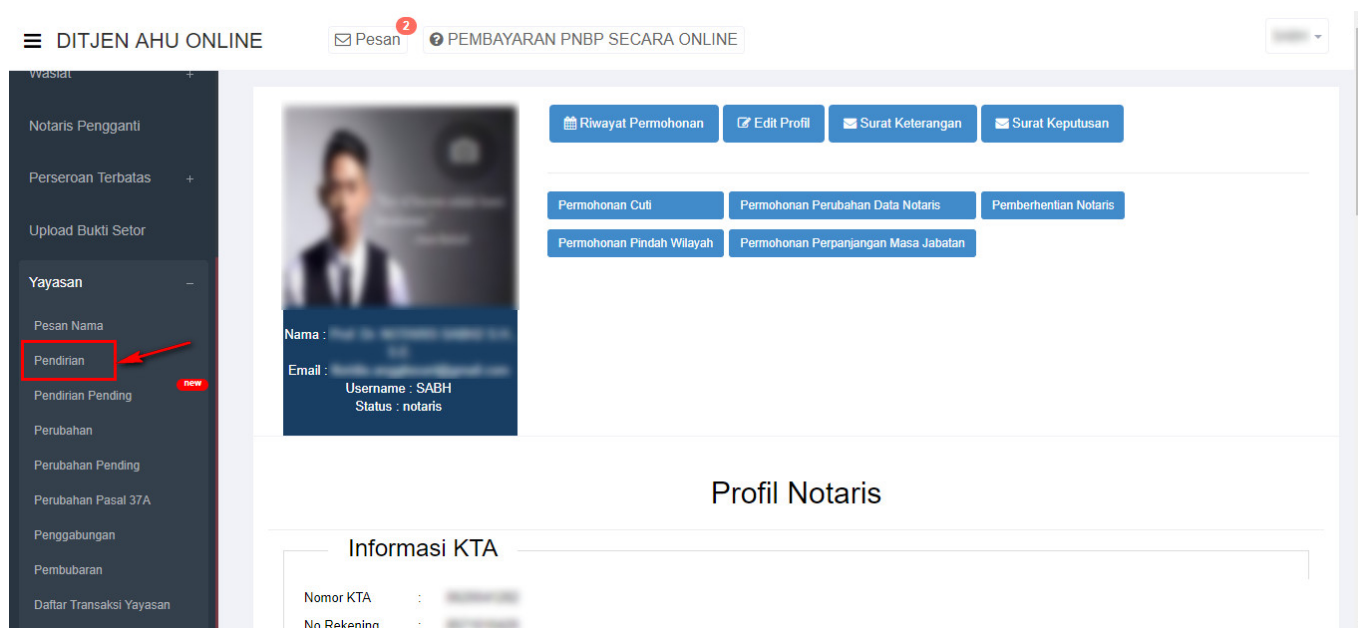 DITJEN AHU ONLINE
Pesan
2
PEMBAYARAN PNBP SECARA ONLINE
Wasiat +
Notaris Pengganti
Perseroan Terbatas +
Upload Bukti Setor
Yayasan –
Pesan Nama
Pendirian
new
Pendirian Pending
Perubahan
Perubahan Pending
Perubahan Pasal 37A
Penggabungan
Pembubaran
Daftar Transaksi Yayasan
Riwayat Permohonan
Edit Profil
Surat Keterangan
Surat Keputusan
Permohonan Cuti
Permohonan Perubahan Data Notaris
Pemberhentian Notaris
Permohonan Pindah Wilayah
Permohonan Perpanjangan Masa Jabatan
Nama :
Email :
Username : SABH
Status : notaris
Profil Notaris
Informasi KTA
Nomor KTA :
No Rekening :